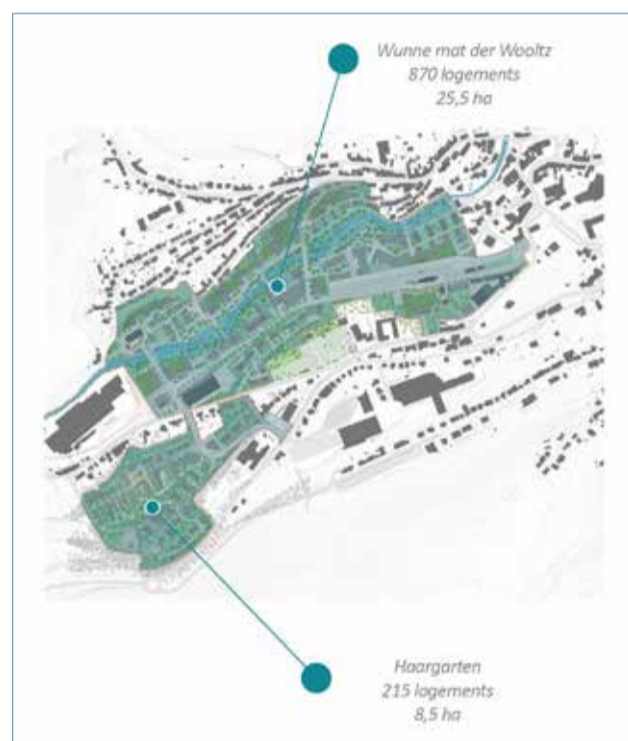 Wunne mat der Wooltz
870 logements
25,5 ha
Haargarten
215 logements
8,5 ha